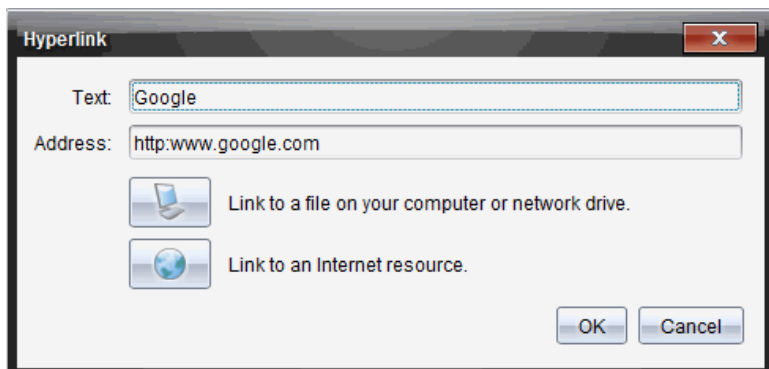 Hyperlink
Text: Google
Address: http:www.google.com
Link to a file on your computer or network drive.
Link to an Internet resource.
OK Cancel